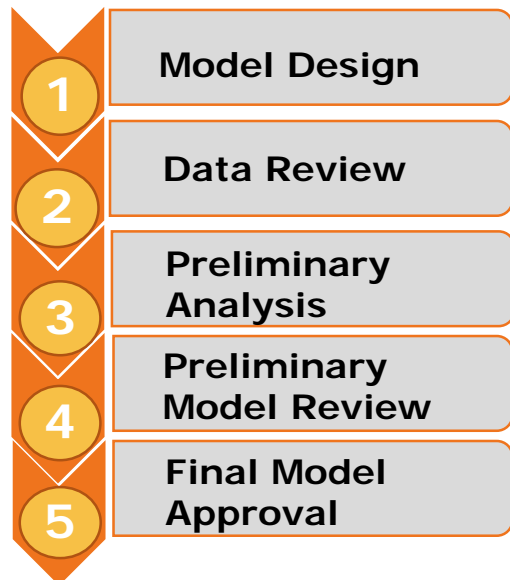 1
Model Design
2
Data Review
3
Preliminary
Analysis
4
Preliminary
Model Review
5
Final Model
Approval